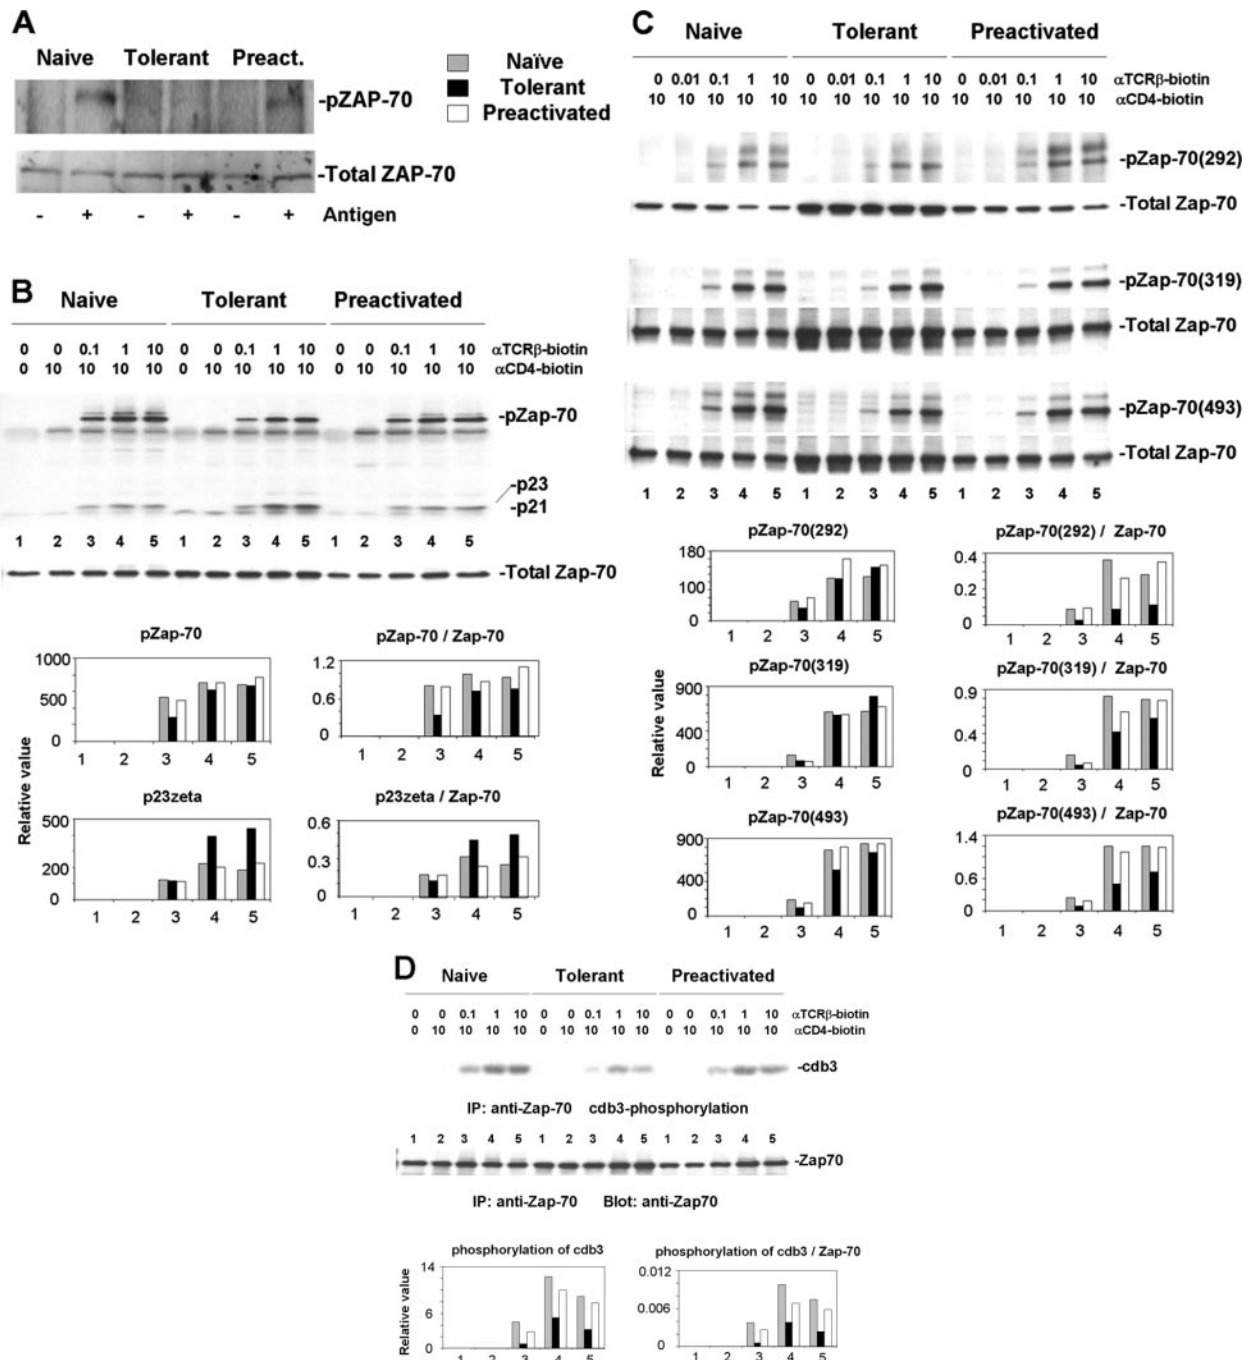 A
Naive Tolerant Preact.
-pZAP-70
-Total ZAP-70
- + - + - + Antigen
Naïve
Tolerant
Preactivated
B
Naive Tolerant Preactivated
0 0 0.1 1 10 0 0 0.1 1 10 0 0 0.1 1 10 αTCRβ-biotin
0 10 10 10 10 0 10 10 10 10 0 10 10 10 10 αCD4-biotin
-pZap-70
-p23
-p21
1 2 3 4 5 1 2 3 4 5 1 2 3 4 5
-Total Zap-70
pZap-70
1000
500
0
1 2 3 4 5
pZap-70 / Zap-70
1.2
0.6
0
1 2 3 4 5
Relative value
p23zeta
500
200
0
1 2 3 4 5
p23zeta / Zap-70
0.6
0.3
0
1 2 3 4 5
C
Naive Tolerant Preactivated
0 0.01 0.1 1 10 0 0.01 0.1 1 10 0 0.01 0.1 1 10 αTCRβ-biotin
10 10 10 10 10 10 10 10 10 10 10 10 10 10 10 αCD4-biotin
-pZap-70(292)
-Total Zap-70
-pZap-70(319)
-Total Zap-70
-pZap-70(493)
-Total Zap-70
1 2 3 4 5 1 2 3 4 5 1 2 3 4 5
pZap-70(292)
180
100
0
1 2 3 4 5
pZap-70(292) / Zap-70
0.4
0.2
0
1 2 3 4 5
Relative value
pZap-70(319)
900
400
0
1 2 3 4 5
pZap-70(319) / Zap-70
0.9
0.4
0
1 2 3 4 5
pZap-70(493)
900
400
0
1 2 3 4 5
pZap-70(493) / Zap-70
1.4
0.6
0
1 2 3 4 5
D
Naive Tolerant Preactivated
0 0 0.1 1 10 0 0 0.1 1 10 0 0 0.1 1 10 αTCRβ-biotin
0 10 10 10 10 0 10 10 10 10 0 10 10 10 10 αCD4-biotin
-cdb3
IP: anti-Zap-70 cdb3-phosphorylation
1 2 3 4 5 1 2 3 4 5 1 2 3 4 5
-Zap70
IP: anti-Zap-70 Blot: anti-Zap70
phosphorylation of cdb3
Relative value
14
6
0
1 2 3 4 5
phosphorylation of cdb3 / Zap-70
0.012
0.006
0
1 2 3 4 5